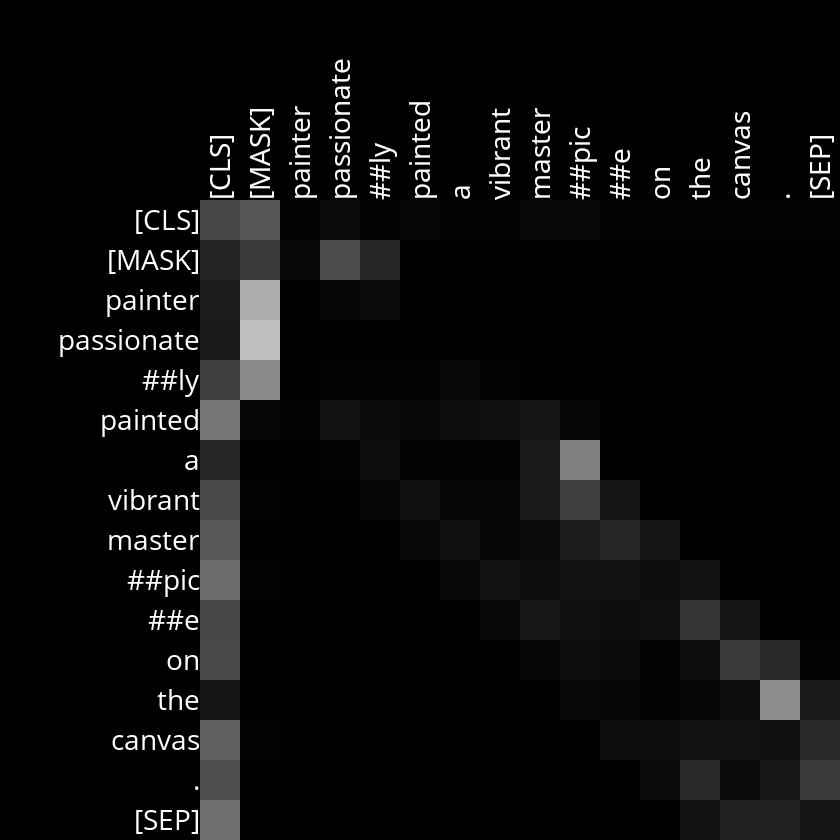 [CLS]
[MASK]
painter
passionate
##ly
painted
a
vibrant
master
##pic
##e
on
the
canvas
.
[SEP]
[CLS]
[MASK]
painter
passionate
##ly
painted
a
vibrant
master
##pic
##e
on
the
canvas
.
[SEP]